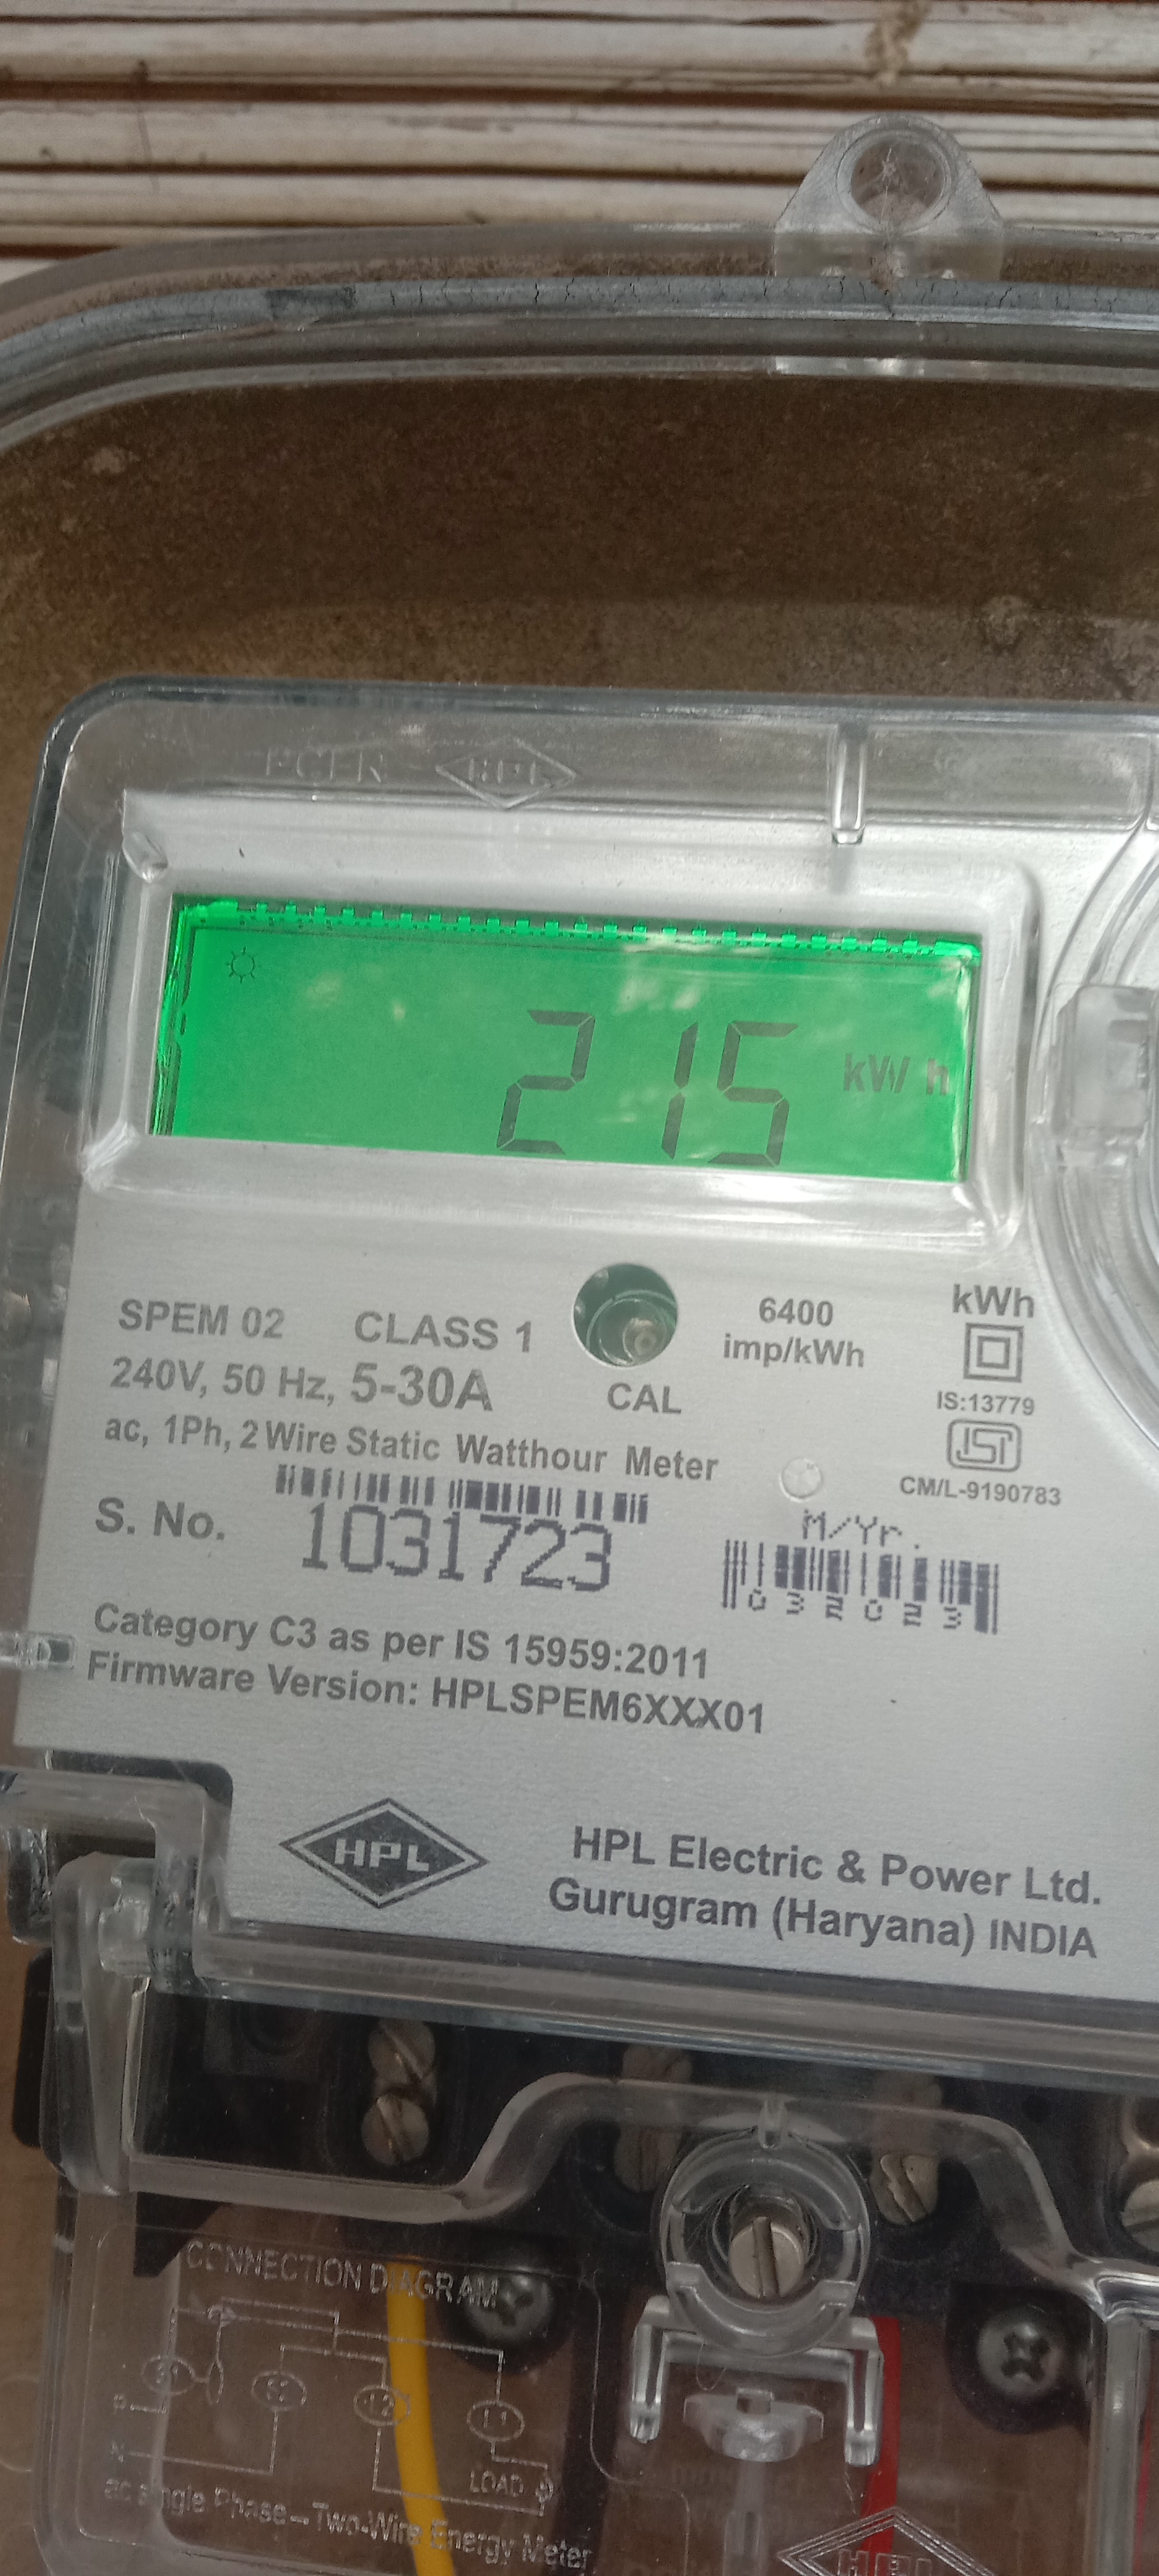 HPL
215 kWh
SPEM 02 CLASS 1
240V, 50 Hz, 5-30A
ac, 1Ph, 2 Wire Static Watthour Meter
CAL
6400
imp/kWh
kWh
IS:13779
ISI
CM/L-9190783
S. No. 1031723
M/Yr.
032023
Category C3 as per IS 15959:2011
Firmware Version: HPLSPEM6XXX01
HPL
HPL Electric & Power Ltd.
Gurugram (Haryana) INDIA
CONNECTION DIAGRAM
P
N
LOAD
ac single Phase–Two-Wire Energy Meter
HPL